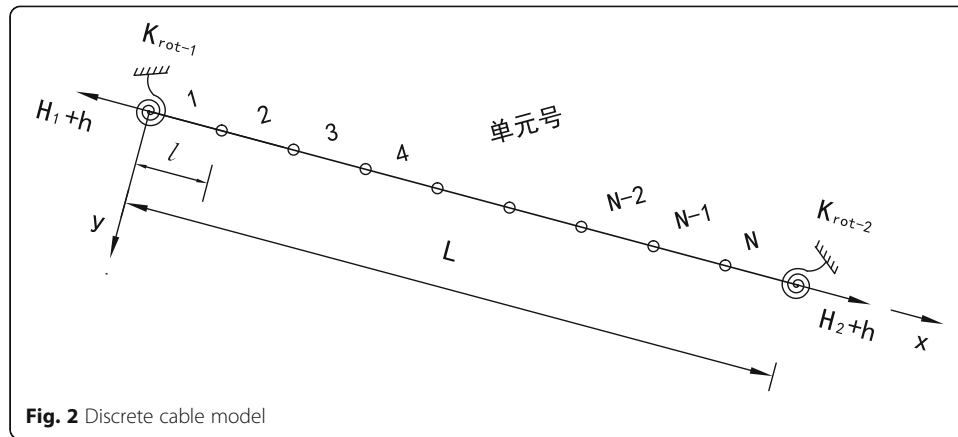 K_rot-1
H_1+h
1
2
3
4
单元号
N-2
N-1
N
K_rot-2
l
L
y
H_2+h
x
Fig. 2 Discrete cable model